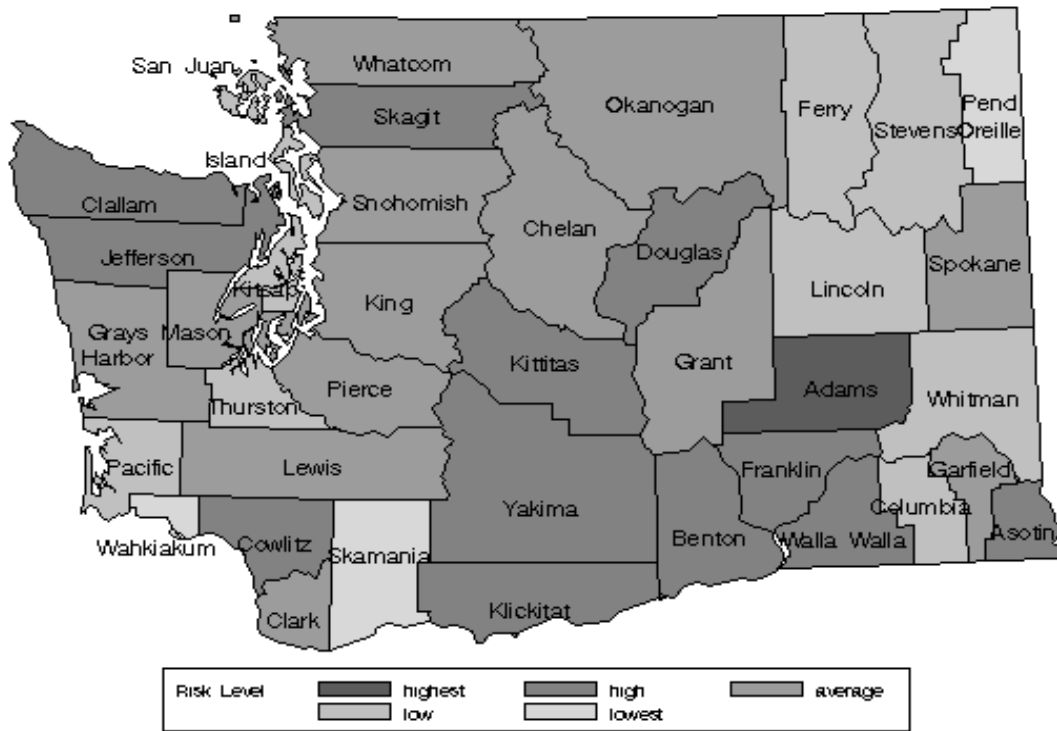 San Juan
Whatcom
Okanogan
Ferry
Stevens
Pend
Oreille
Skagit
Island
Clallam
Snohomish
Chelan
Douglas
Jefferson
Kitsap
King
Lincoln
Spokane
Grays
Harbor
Mason
Kittitas
Grant
Adams
Pierce
Thurston
Whitman
Pacific
Lewis
Franklin
Garfield
Yakima
Columbia
Wahkiakum
Cowlitz
Skamania
Benton
Walla Walla
Asotin
Clark
Klickitat
Risk Level highest high average
low lowest